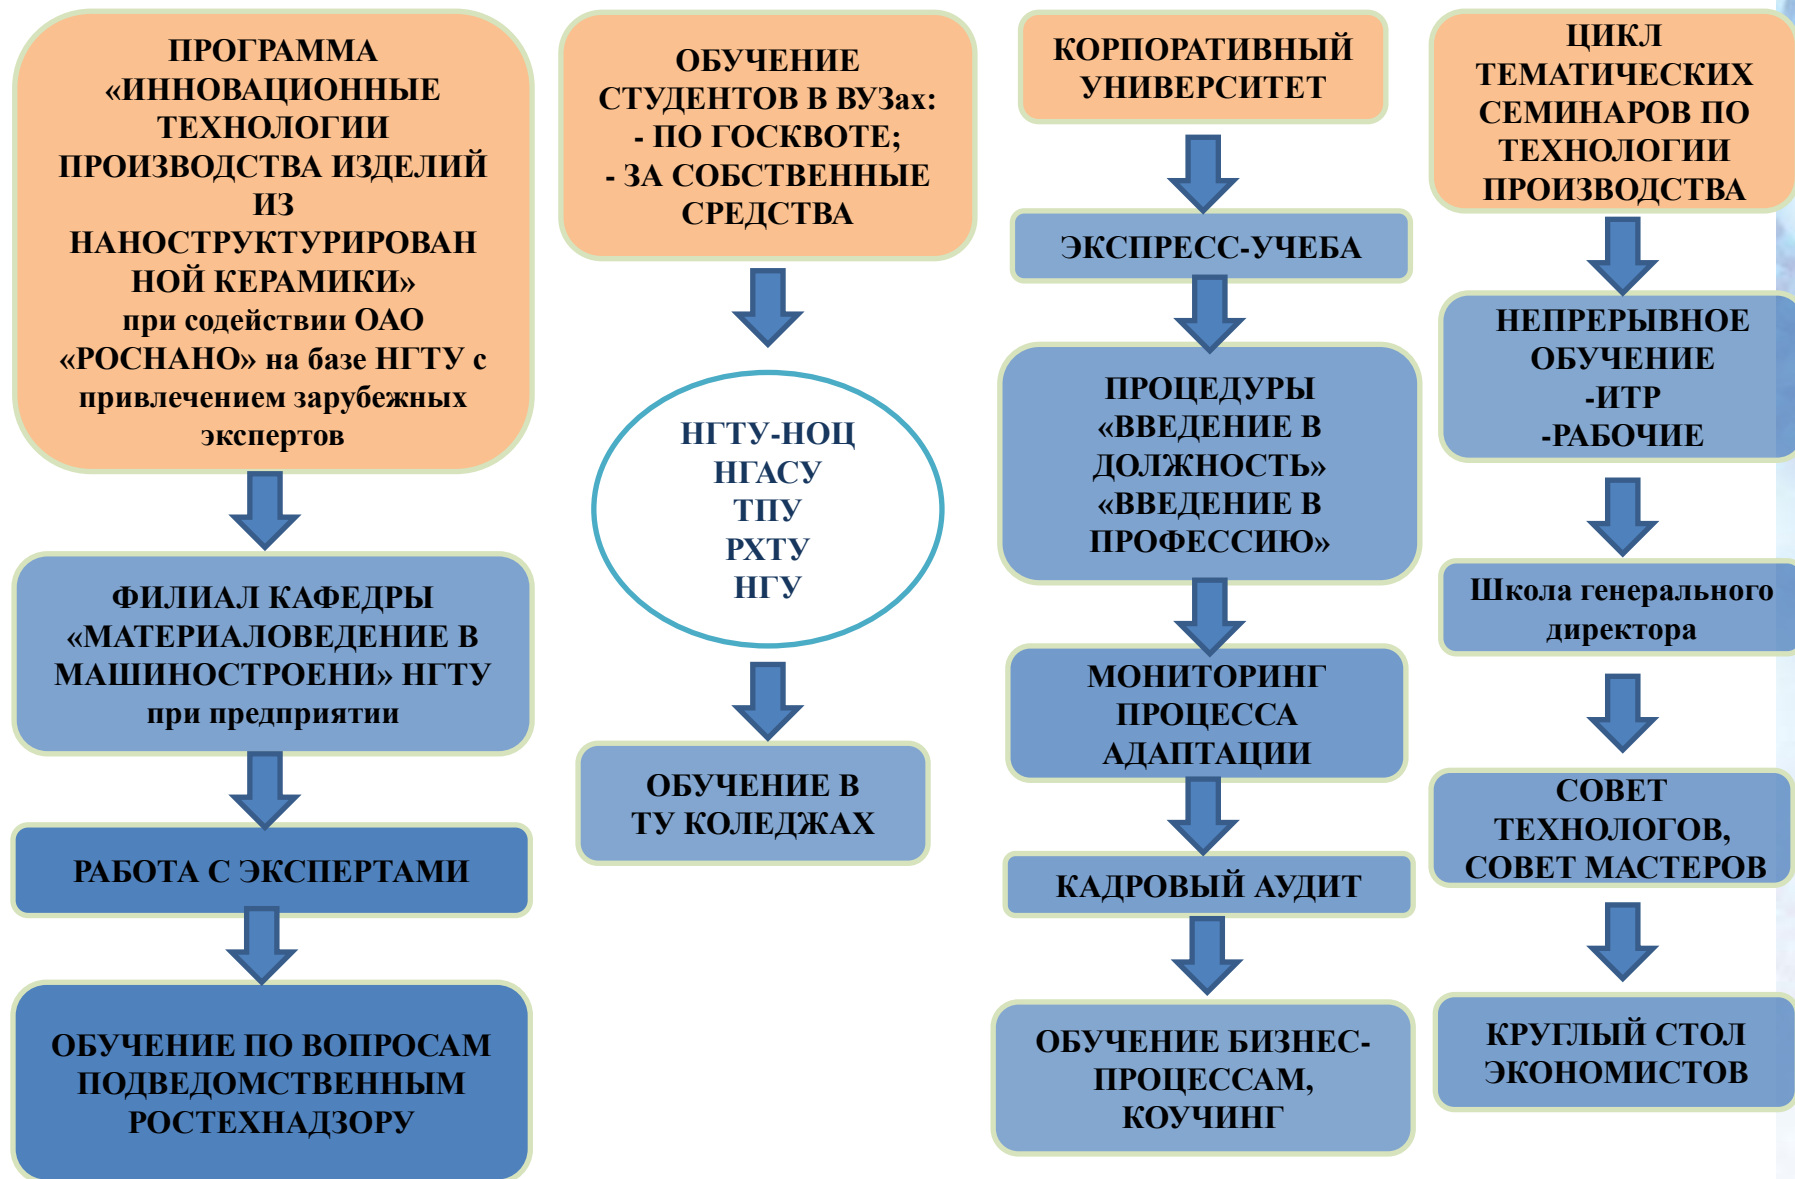 ПРОГРАММА
«ИННОВАЦИОННЫЕ
ТЕХНОЛОГИИ
ПРОИЗВОДСТВА ИЗДЕЛИЙ
ИЗ
НАНОСТРУКТУРИРОВАН
НОЙ КЕРАМИКИ»
при содействии ОАО
«РОСНАНО» на базе НГТУ с
привлечением зарубежных
экспертов
ФИЛИАЛ КАФЕДРЫ
«МАТЕРИАЛОВЕДЕНИЕ В
МАШИНОСТРОЕНИ» НГТУ
при предприятии
РАБОТА С ЭКСПЕРТАМИ
ОБУЧЕНИЕ ПО ВОПРОСАМ
ПОДВЕДОМСТВЕННЫМ
РОСТЕХНАДЗОРУ
ОБУЧЕНИЕ
СТУДЕНТОВ В ВУЗах:
- ПО ГОСКВОТЕ;
- ЗА СОБСТВЕННЫЕ
СРЕДСТВА
НГТУ-НОЦ
НГАСУ
ТПУ
РХТУ
НГУ
ОБУЧЕНИЕ В
ТУ КОЛЕДЖАХ
КОРПОРАТИВНЫЙ
УНИВЕРСИТЕТ
ЭКСПРЕСС-УЧЕБА
ПРОЦЕДУРЫ
«ВВЕДЕНИЕ В
ДОЛЖНОСТЬ»
«ВВЕДЕНИЕ В
ПРОФЕССИЮ»
МОНИТОРИНГ
ПРОЦЕССА
АДАПТАЦИИ
КАДРОВЫЙ АУДИТ
ОБУЧЕНИЕ БИЗНЕС-
ПРОЦЕССАМ,
КОУЧИНГ
ЦИКЛ
ТЕМАТИЧЕСКИХ
СЕМИНАРОВ ПО
ТЕХНОЛОГИИ
ПРОИЗВОДСТВА
НЕПРЕРЫВНОЕ
ОБУЧЕНИЕ
-ИТР
-РАБОЧИЕ
Школа генерального
директора
СОВЕТ
ТЕХНОЛОГОВ,
СОВЕТ МАСТЕРОВ
КРУГЛЫЙ СТОЛ
ЭКОНОМИСТОВ